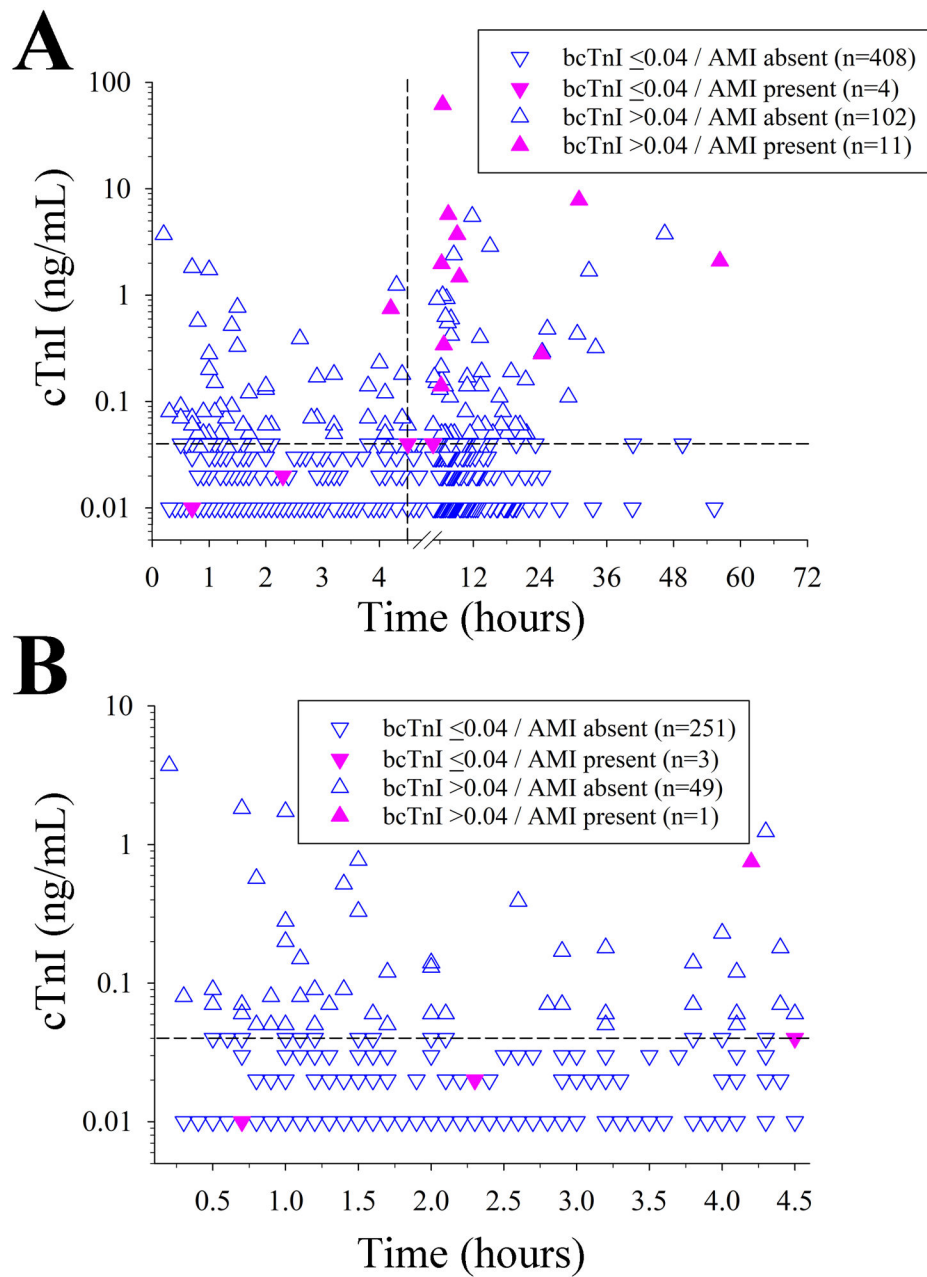 A
bcTnI ≤0.04 / AMI absent (n=408)
bcTnI ≤0.04 / AMI present (n=4)
bcTnI >0.04 / AMI absent (n=102)
bcTnI >0.04 / AMI present (n=11)
100
10
1
0.1
0.01
cTnI (ng/mL)
0 1 2 3 4 12 24 36 48 60 72
Time (hours)
B
bcTnI ≤0.04 / AMI absent (n=251)
bcTnI ≤0.04 / AMI present (n=3)
bcTnI >0.04 / AMI absent (n=49)
bcTnI >0.04 / AMI present (n=1)
10
1
0.1
0.01
cTnI (ng/mL)
0.5 1.0 1.5 2.0 2.5 3.0 3.5 4.0 4.5
Time (hours)